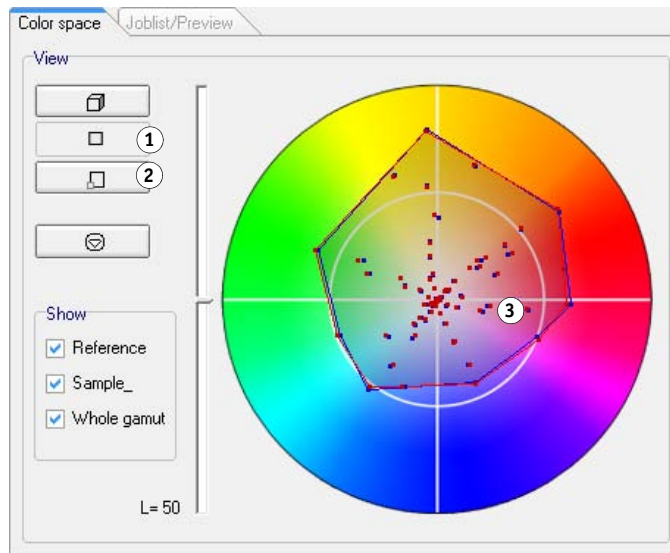 Color space
Joblist/Preview
View
1
2
3
Show
Reference
Sample_
Whole gamut
L= 50